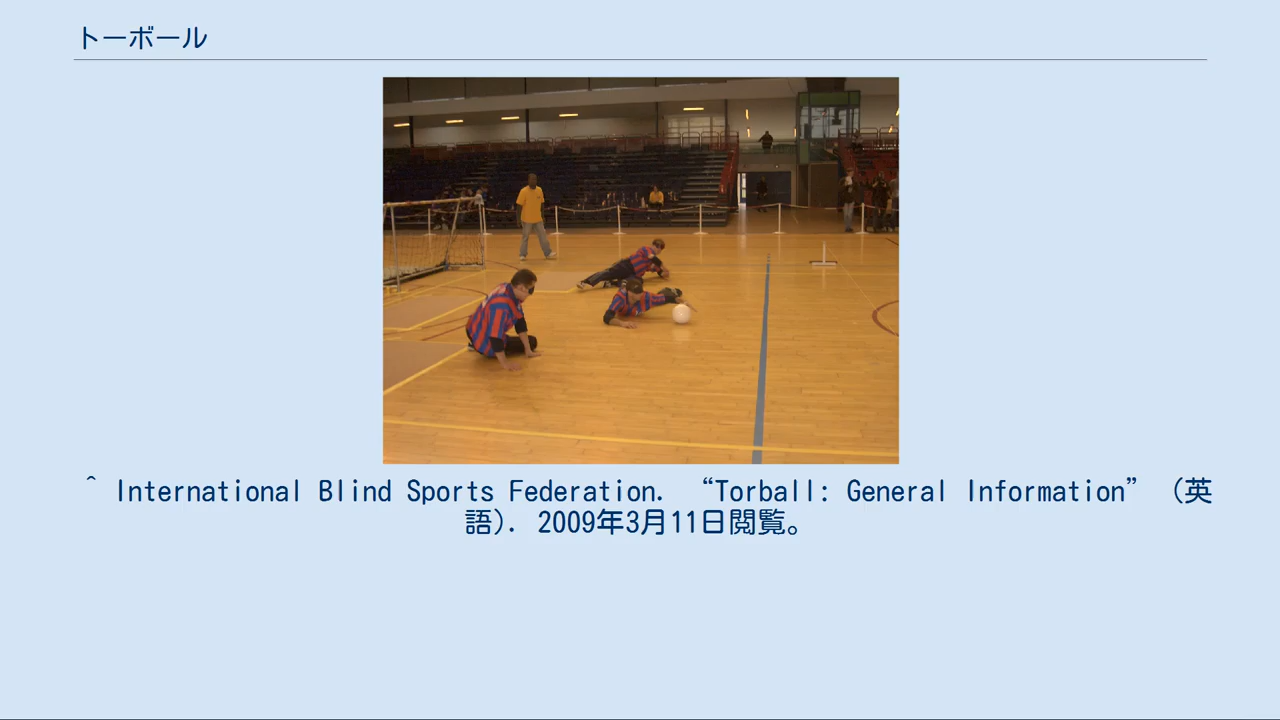 トーボール
^ International Blind Sports Federation. “Torball: General Information” (英
語). 2009年3月11日閲覧。